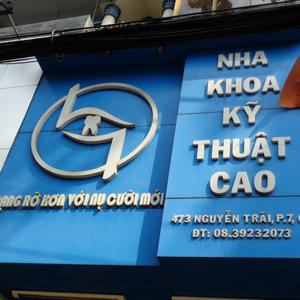 NHA
KHOA
KỸ
THUẬT
CAO
RẠNG RỠ HƠN VỚI NỤ CƯỜI MỚI
473 NGUYỄN TRÃI, P.7,
ĐT: 08.39232073